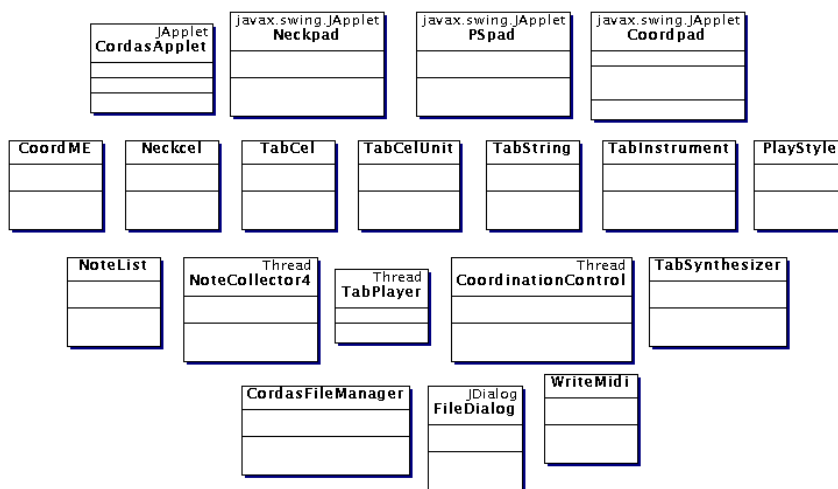 JApplet
CordasApplet
javax.swing.JApplet
Neckpad
javax.swing.JApplet
PSpad
javax.swing.JApplet
Coordpad
CoordME
Neckcel
TabCel
TabCelUnit
TabString
TabInstrument
PlayStyle
NoteList
Thread
NoteCollector4
Thread
TabPlayer
Thread
CoordinationControl
TabSynthesizer
CordasFileManager
JDialog
FileDialog
WriteMidi